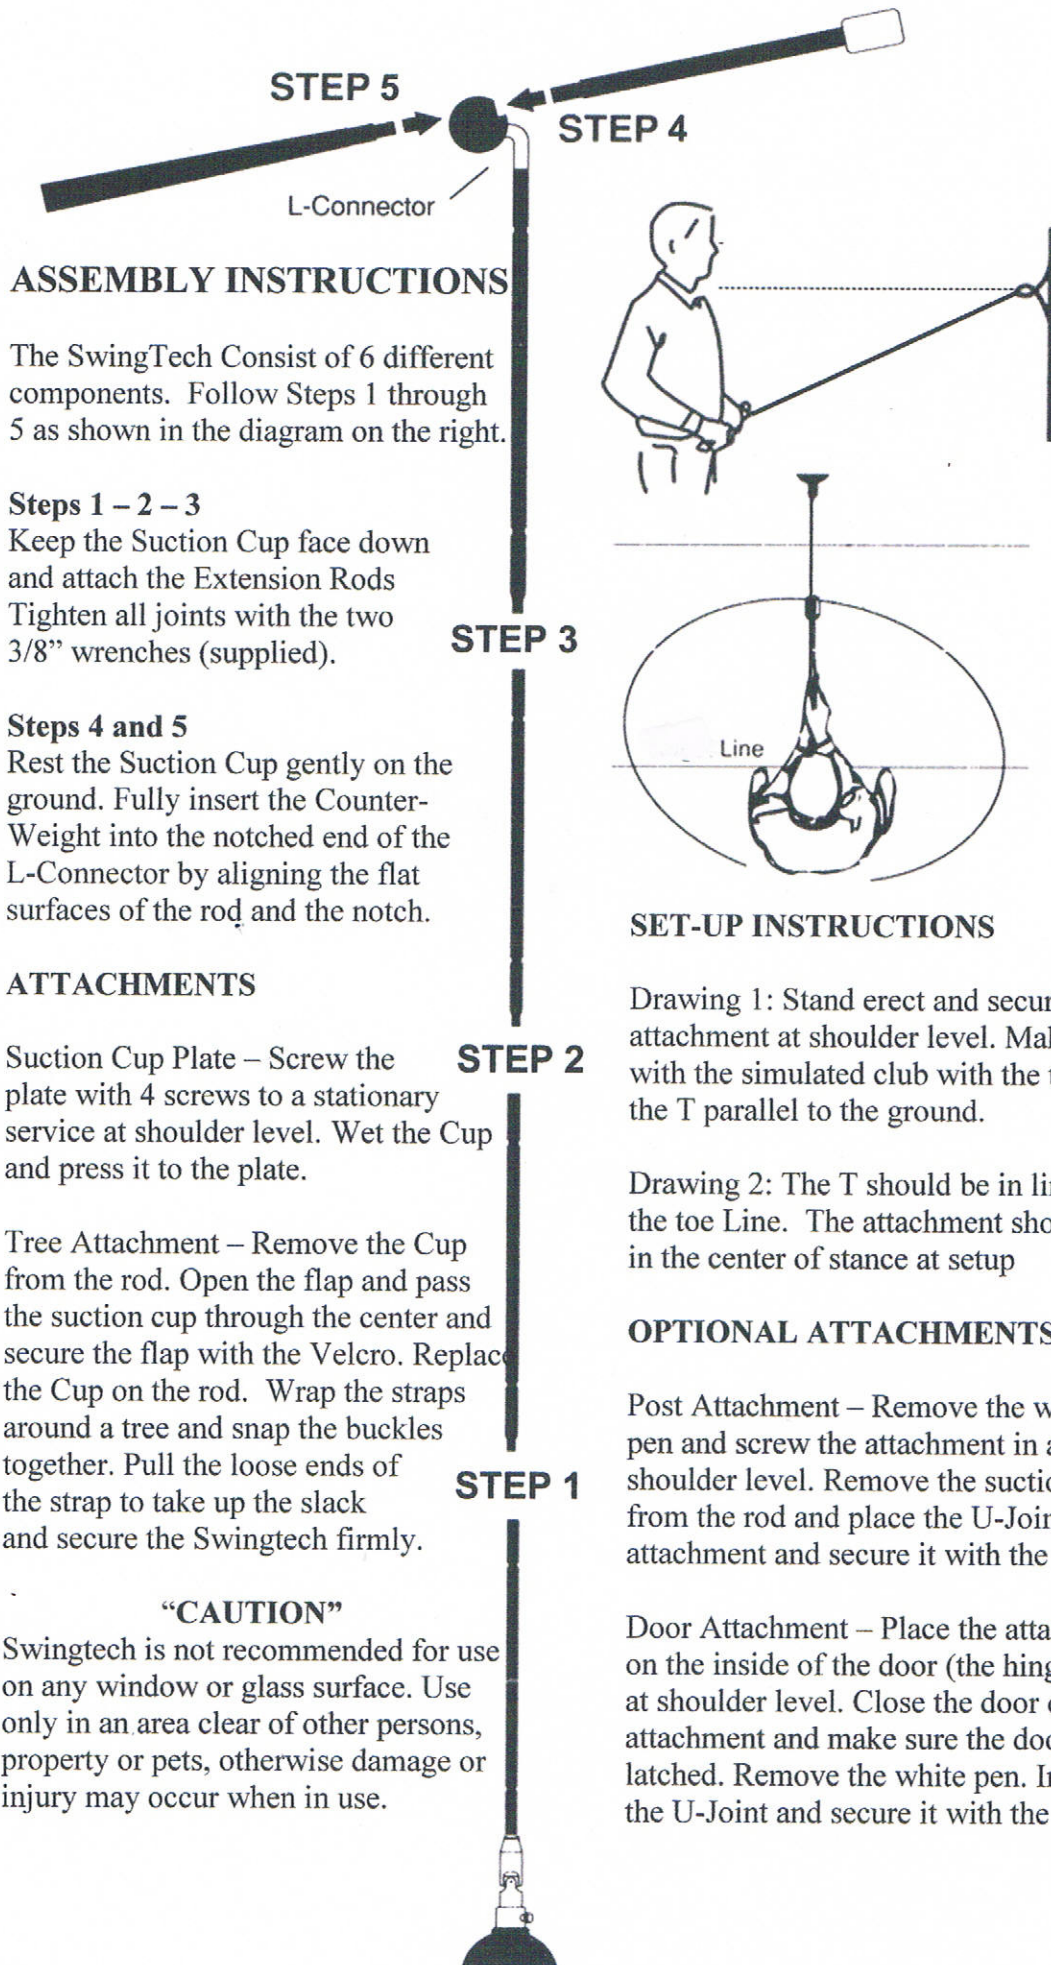 STEP 5
STEP 4
L-Connector
ASSEMBLY INSTRUCTIONS
The SwingTech Consist of 6 different
components. Follow Steps 1 through
5 as shown in the diagram on the right.
Steps 1 – 2 – 3
Keep the Suction Cup face down
and attach the Extension Rods
Tighten all joints with the two
3/8” wrenches (supplied).
STEP 3
Steps 4 and 5
Rest the Suction Cup gently on the
ground. Fully insert the Counter-
Weight into the notched end of the
L-Connector by aligning the flat
surfaces of the rod and the notch.
ATTACHMENTS
Suction Cup Plate – Screw the
plate with 4 screws to a stationary
service at shoulder level. Wet the Cup
and press it to the plate.
STEP 2
Tree Attachment – Remove the Cup
from the rod. Open the flap and pass
the suction cup through the center and
secure the flap with the Velcro. Replace
the Cup on the rod. Wrap the straps
around a tree and snap the buckles
together. Pull the loose ends of
the strap to take up the slack
and secure the Swingtech firmly.
STEP 1
“CAUTION”
Swingtech is not recommended for use
on any window or glass surface. Use
only in an area clear of other persons,
property or pets, otherwise damage or
injury may occur when in use.
Line
SET-UP INSTRUCTIONS
Drawing 1: Stand erect and secur
attachment at shoulder level.
with the simulated club with the
the T parallel to the ground.
Drawing 2: The T should be in
the toe Line. The attachment sho
in the center of stance at setup
OPTIONAL ATTACHMENTS
Post Attachment – Remove the w
pen and screw the attachment in
shoulder level. Remove the suctio
from the rod and place the U-Join
attachment and secure it with the
Door Attachment – Place the atta
on the inside of the door (the hing
at shoulder level. Close the door
attachment and make sure the doo
latched. Remove the white pen.
the U-Joint and secure it with the